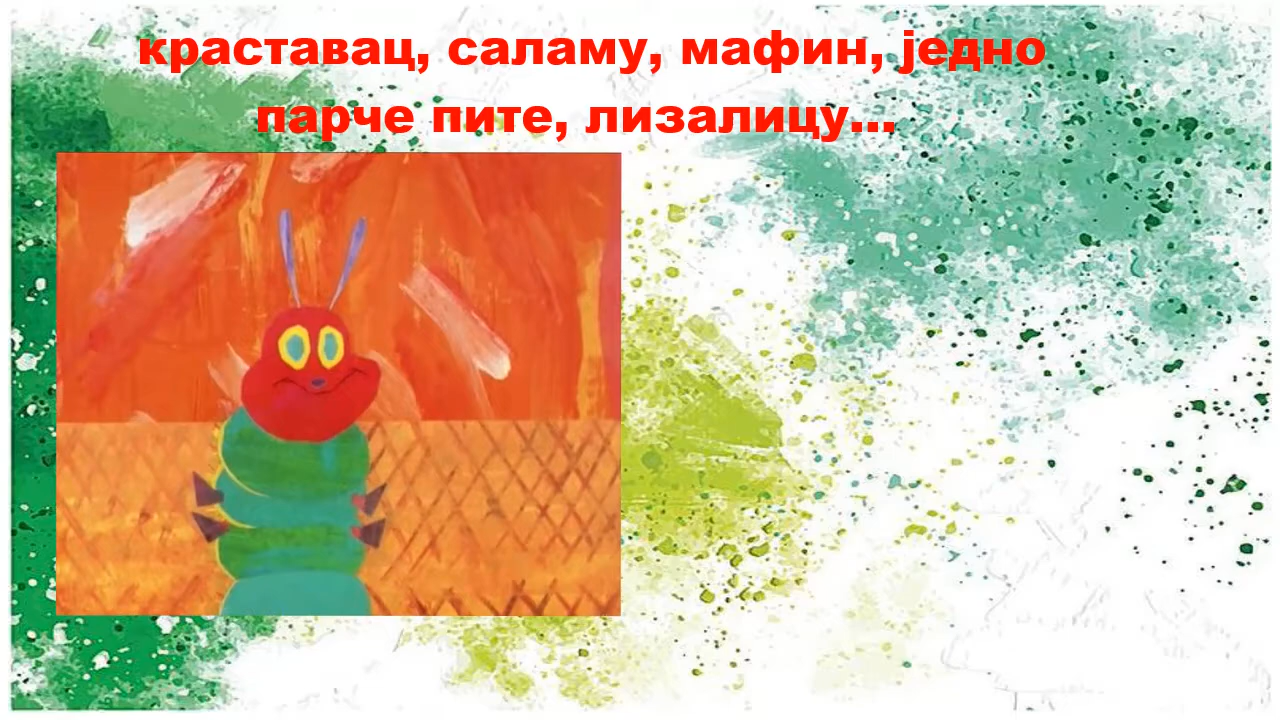 краставац, саламу, мафин, једно
парче пите, лизалицу...